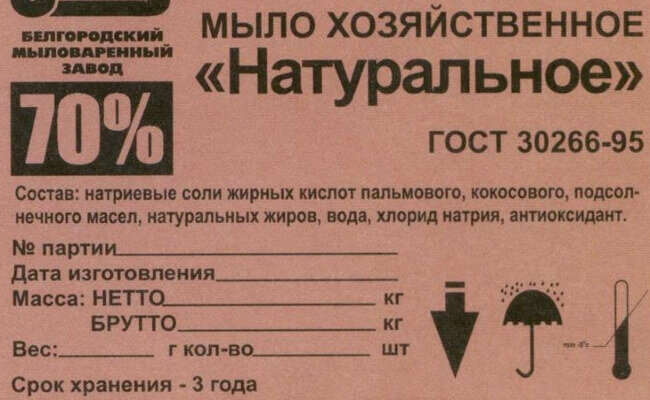 БЕЛГОРОДСКИЙ
МЫЛОВАРЕННЫЙ
ЗАВОД
70%
МЫЛО ХОЗЯЙСТВЕННОЕ
«Натуральное»
ГОСТ 30266-95
Состав: натриевые соли жирных кислот пальмового, кокосового, подсол-
нечного масел, натуральных жиров, вода, хлорид натрия, антиоксидант.
№ партии
Дата изготовления
Масса: НЕТТО кг
БРУТТО кг
Вес: г кол-во шт
Срок хранения - 3 года